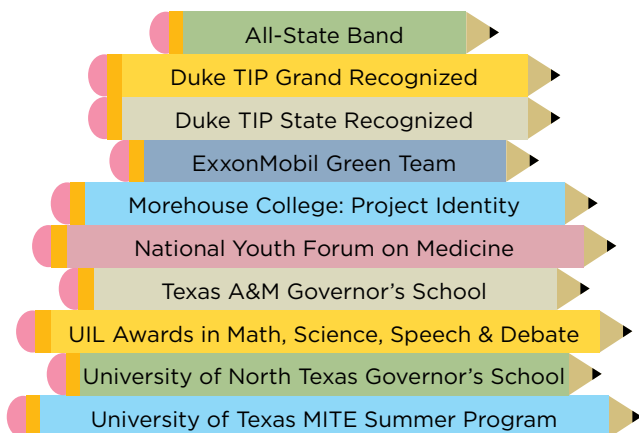 All-State Band
Duke TIP Grand Recognized
Duke TIP State Recognized
ExxonMobil Green Team
Morehouse College: Project Identity
National Youth Forum on Medicine
Texas A&M Governor’s School
UIL Awards in Math, Science, Speech & Debate
University of North Texas Governor’s School
University of Texas MITE Summer Program